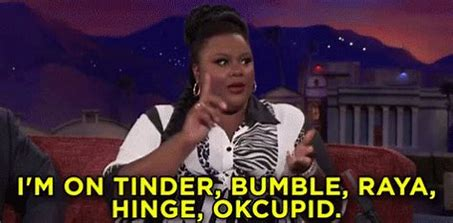 I'M ON TINDER, BUMBLE, RAYA,
HINGE, OKCUPID.